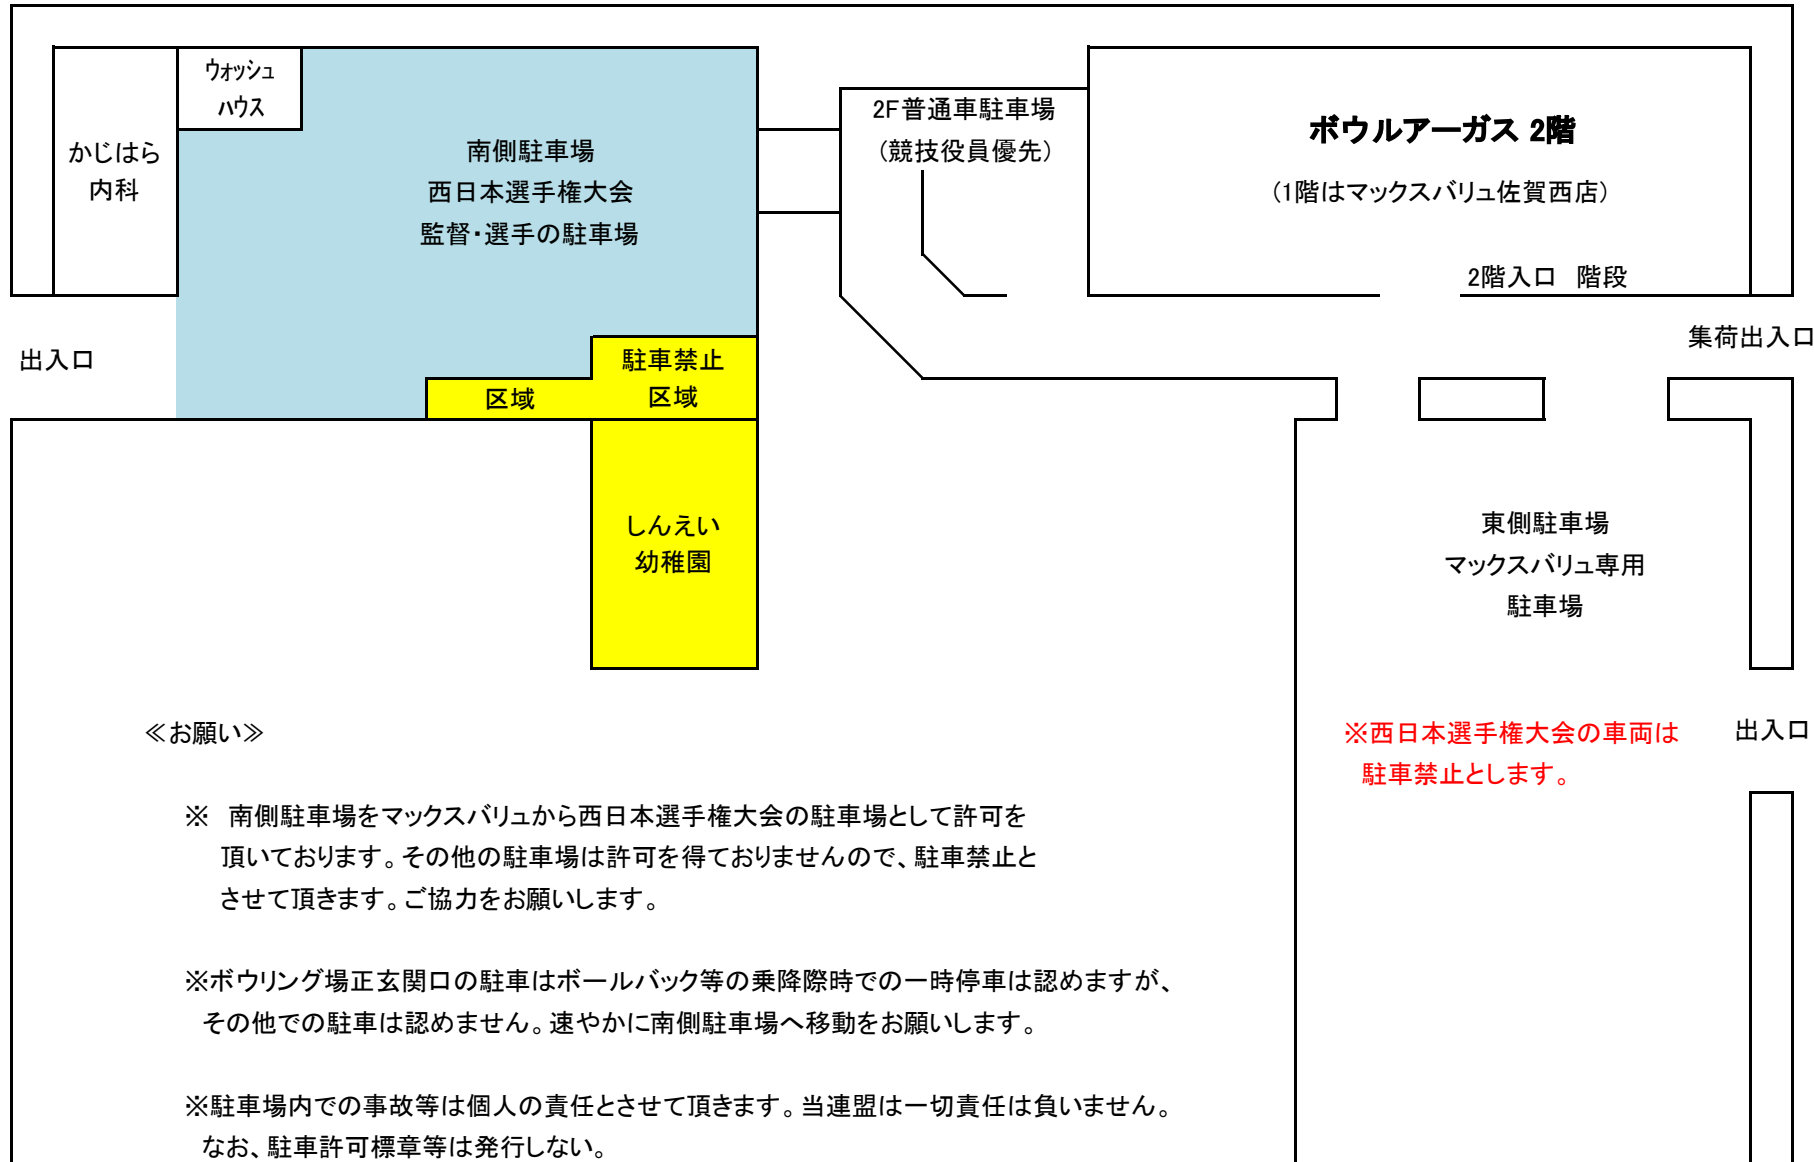 ウォッシュ
ハウス
かじはら
内科
南側駐車場
西日本選手権大会
監督・選手の駐車場
2F普通車駐車場
(競技役員優先)
ボウルアーガス 2階
(1階はマックスバリュ佐賀西店)
2階入口 階段
集荷出入口
出入口
駐車禁止
区域
区域
しんえい
幼稚園
東側駐車場
マックスバリュ専用
駐車場
※西日本選手権大会の車両は
駐車禁止とします。
出入口
≪お願い≫
※ 南側駐車場をマックスバリュから西日本選手権大会の駐車場として許可を
頂いております。その他の駐車場は許可を得ておりませんので、駐車禁止と
させて頂きます。ご協力をお願いします。
※ボウリング場正玄関口の駐車はボールバック等の乗降際時での一時停車は認めますが、
その他での駐車は認めません。速やかに南側駐車場へ移動をお願いします。
※駐車場内での事故等は個人の責任とさせて頂きます。当連盟は一切責任は負いません。
なお、駐車許可標章等は発行しない。